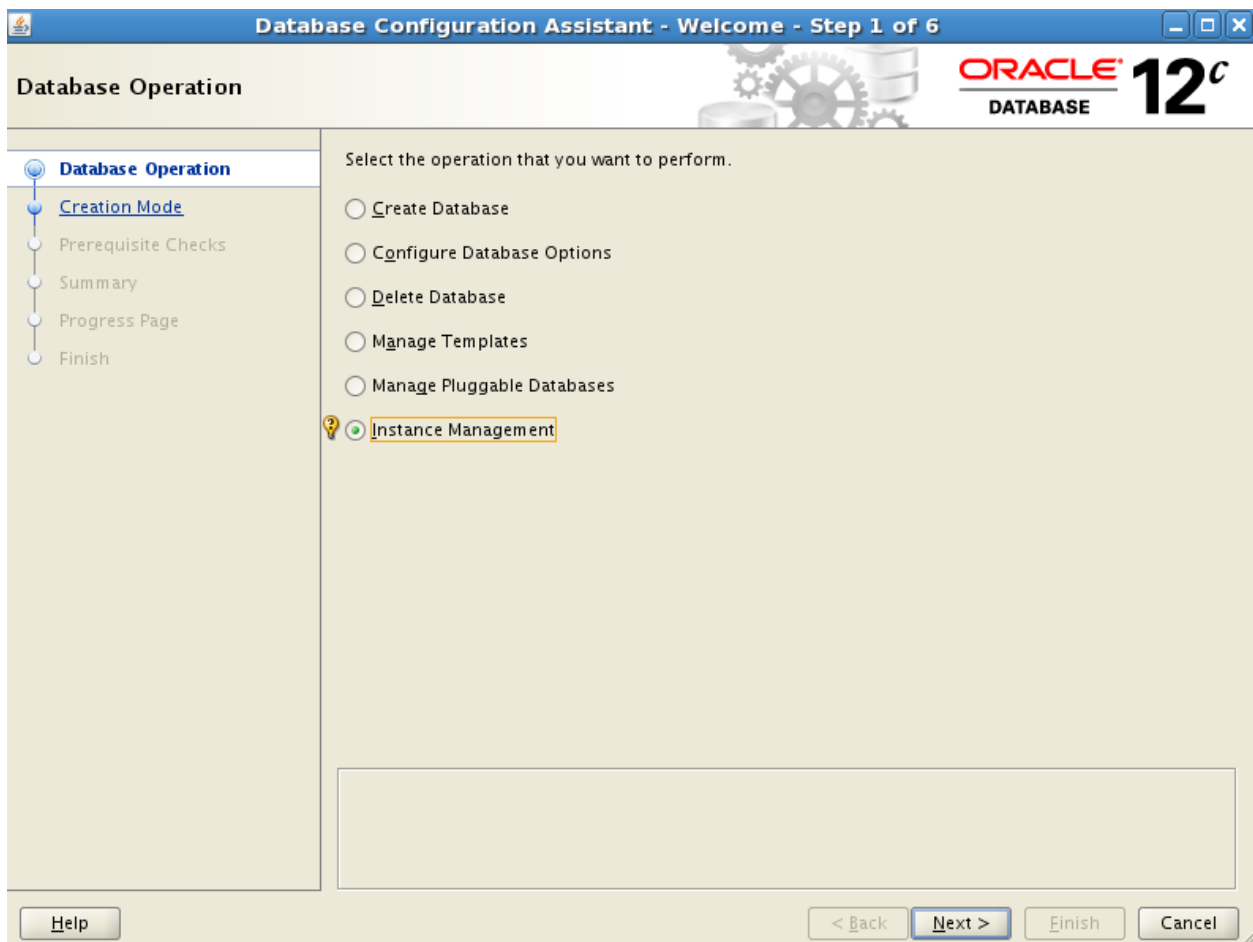 Database Configuration Assistant - Welcome - Step 1 of 6
Database Operation
ORACLE
DATABASE
12c
Database Operation
Creation Mode
Prerequisite Checks
Summary
Progress Page
Finish
Select the operation that you want to perform.
Create Database
Configure Database Options
Delete Database
Manage Templates
Manage Pluggable Databases
Instance Management
Help
< Back
Next >
Finish
Cancel